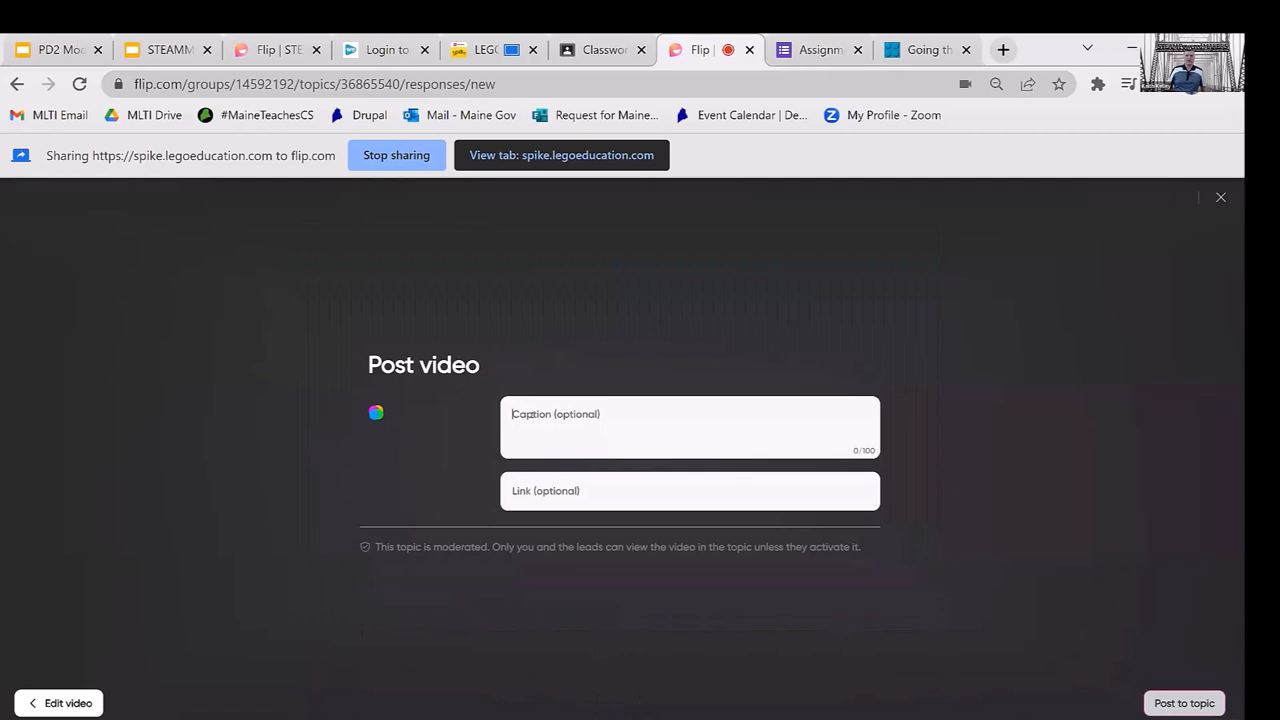 PD2 Mod
STEAMM
Flip | STE
Login to
LEG
Classwor
Flip |
Assignm
Going th
flip.com/groups/14592192/topics/36865540/responses/new
MLTI Email
MLTI Drive
#MaineTeachesCS
Drupal
Mail - Maine Gov
Request for Maine...
Event Calendar | De...
My Profile - Zoom
Sharing https://spike.legoeducation.com to flip.com
Stop sharing
View tab: spike.legoeducation.com
Post video
Caption (optional)
0/100
Link (optional)
This topic is moderated. Only you and the leads can view the video in the topic unless they activate it.
Edit video
Post to topic